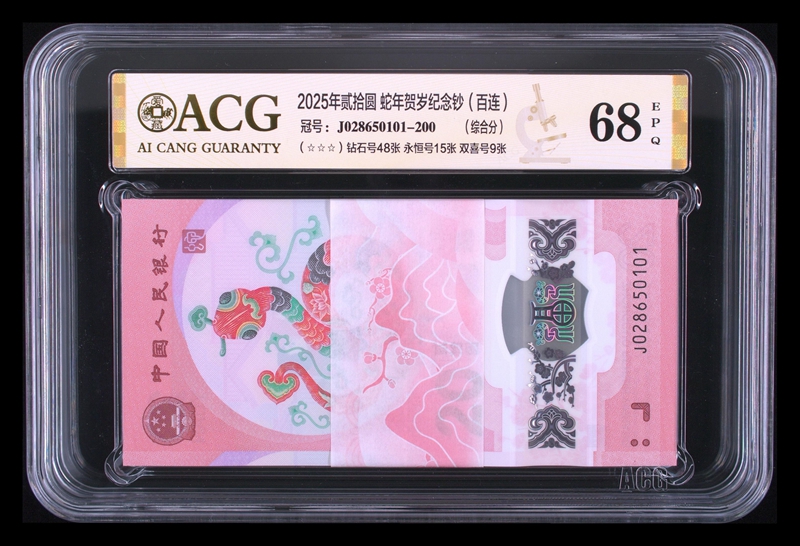 ACG
AI CANG GUARANTY
2025年贰拾圆 蛇年贺岁纪念钞(百连)
冠号:J028650101-200 (综合分)
(☆☆☆)钻石号48张 永恒号15张 双喜号9张
68
EPQ
中国人民银行
J028650101
ACG